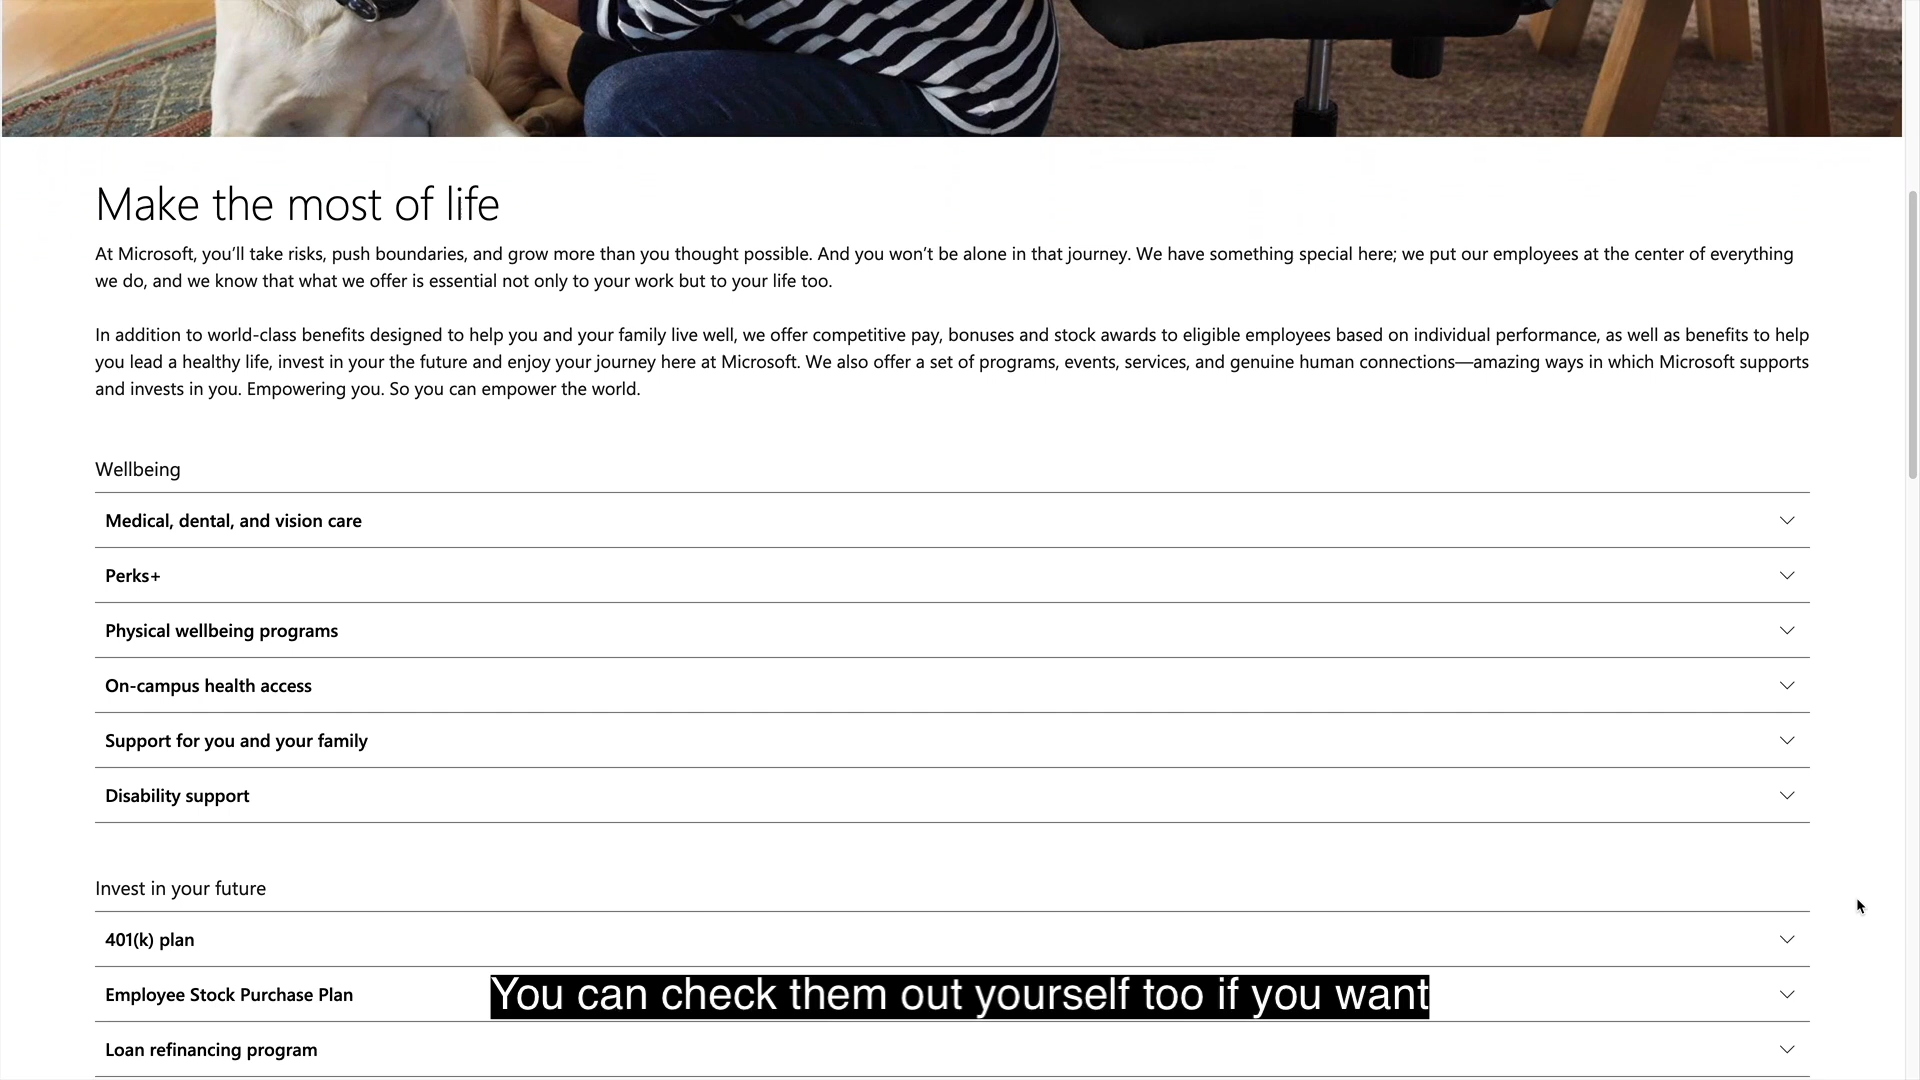 Make the most of life
At Microsoft, you’ll take risks, push boundaries, and grow more than you thought possible. And you won’t be alone in that journey. We have something special here; we put our employees at the center of everything
we do, and we know that what we offer is essential not only to your work but to your life too.
In addition to world-class benefits designed to help you and your family live well, we offer competitive pay, bonuses and stock awards to eligible employees based on individual performance, as well as benefits to help
you lead a healthy life, invest in your the future and enjoy your journey here at Microsoft. We also offer a set of programs, events, services, and genuine human connections—amazing ways in which Microsoft supports
and invests in you. Empowering you. So you can empower the world.
Wellbeing
Medical, dental, and vision care
Perks+
Physical wellbeing programs
On-campus health access
Support for you and your family
Disability support
Invest in your future
401(k) plan
Employee Stock Purchase Plan
You can check them out yourself too if you want
Loan refinancing program